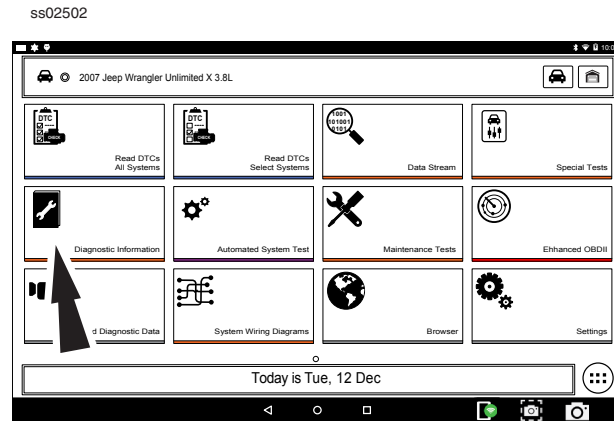 ss02502
10:0
2007 Jeep Wrangler Unlimited X 3.8L
DTC
CHECK
Read DTCs
All Systems
DTC
CHECK
Read DTCs
Select Systems
1001
101001
0101
Data Stream
Special Tests
Diagnostic Information
Automated System Test
Maintenance Tests
Ehhanced OBDII
d Diagnostic Data
System Wiring Diagrams
Browser
Settings
Today is Tue, 12 Dec